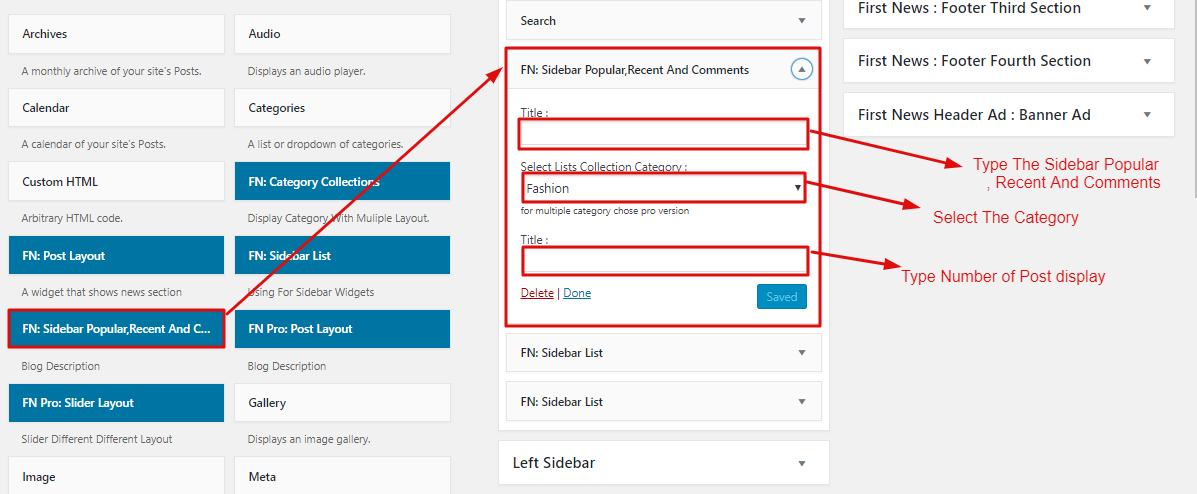 Archives
Audio
A monthly archive of your site's Posts.
Displays an audio player.
Calendar
Categories
A calendar of your site's Posts.
A list or dropdown of categories.
Custom HTML
FN: Category Collections
Arbitrary HTML code.
Display Category With Muliple Layout.
FN: Post Layout
FN: Sidebar List
A widget that shows news section
Using For Sidebar Widgets
FN: Sidebar Popular,Recent And C...
FN Pro: Post Layout
Blog Description
Blog Description
FN Pro: Slider Layout
Gallery
Slider Different Different Layout
Displays an image gallery.
Image
Meta
Search
FN: Sidebar Popular,Recent And Comments
Title :
Select Lists Collection Category :
Fashion
for multiple category chose pro version
Title :
Delete | Done
Saved
FN: Sidebar List
FN: Sidebar List
Left Sidebar
First News : Footer Third Section
First News : Footer Fourth Section
First News Header Ad : Banner Ad
Type The Sidebar Popular
, Recent And Comments
Select The Category
Type Number of Post display